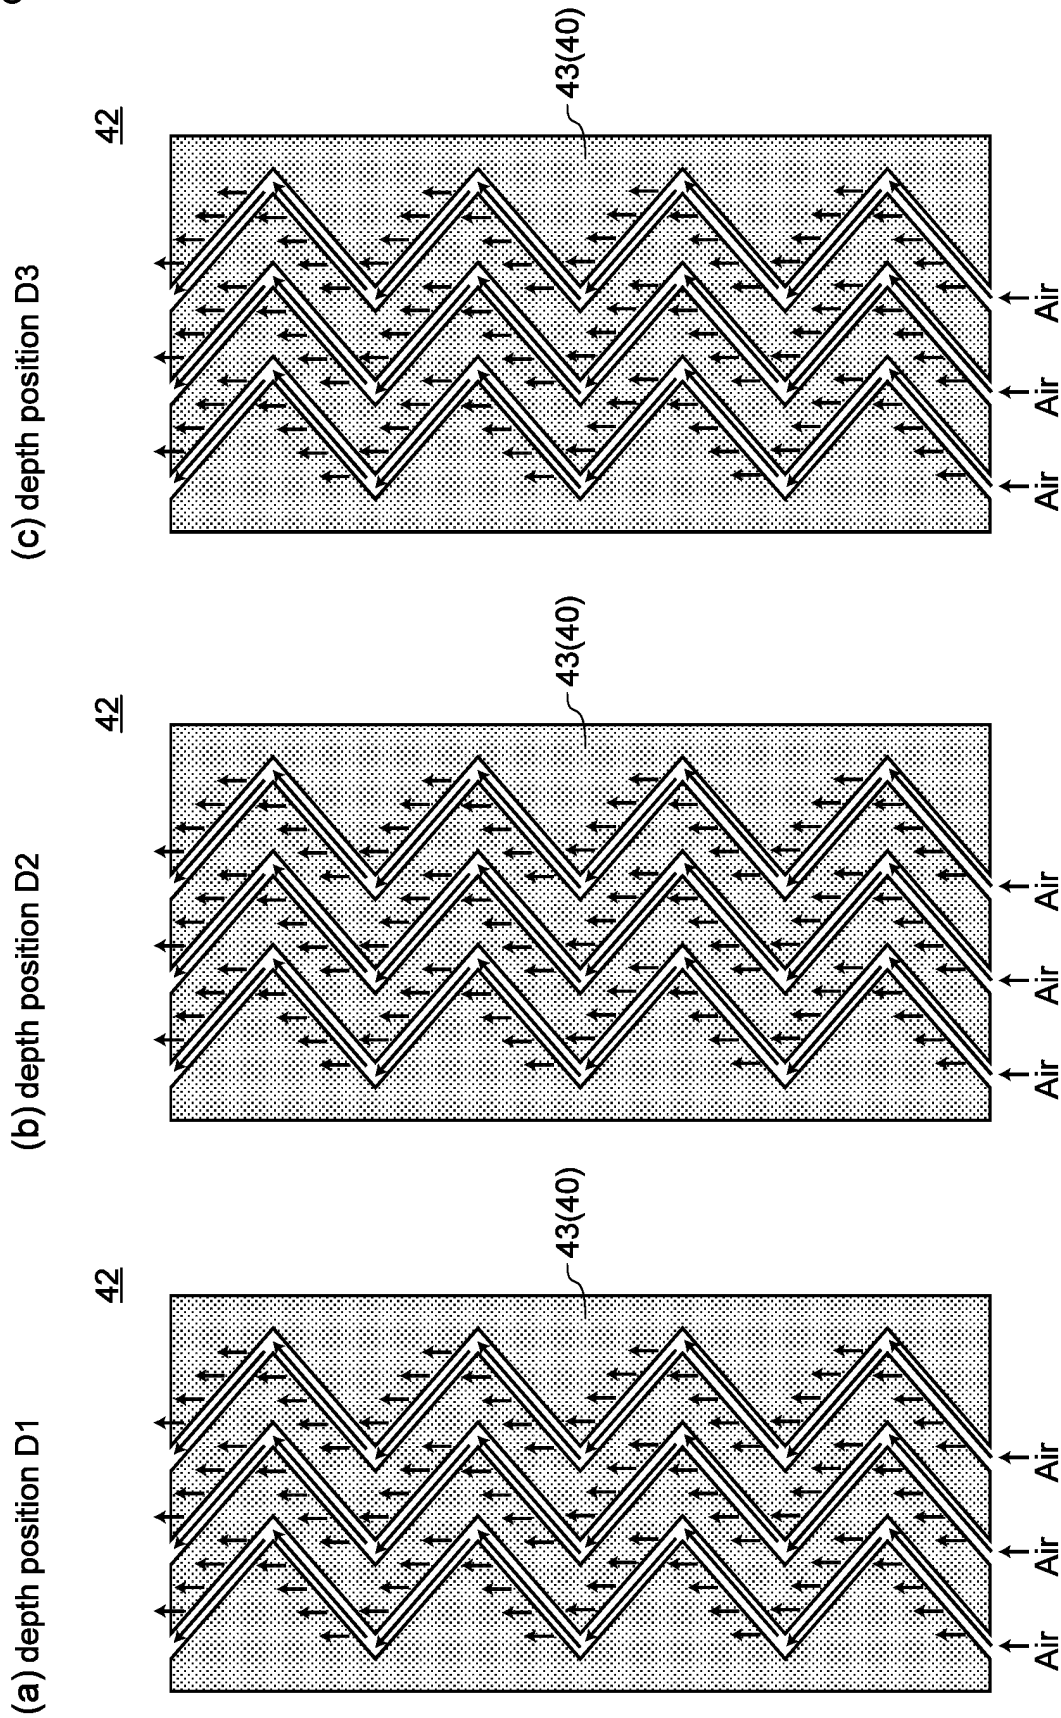 (a) depth position D1
42
43(40)
Air
Air
Air
(b) depth position D2
42
43(40)
Air
Air
Air
(c) depth position D3
42
43(40)
Air
Air
Air